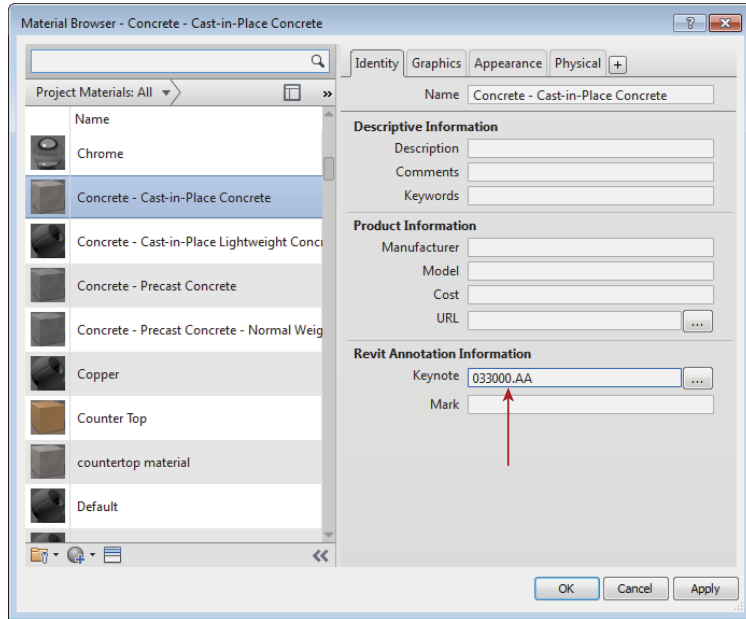 Material Browser - Concrete - Cast-in-Place Concrete
Project Materials: All
Name
Chrome
Concrete - Cast-in-Place Concrete
Concrete - Cast-in-Place Lightweight Concr
Concrete - Precast Concrete
Concrete - Precast Concrete - Normal Weig
Copper
Counter Top
countertop material
Default
Identity Graphics Appearance Physical +
Name Concrete - Cast-in-Place Concrete
Descriptive Information
Description
Comments
Keywords
Product Information
Manufacturer
Model
Cost
URL ...
Revit Annotation Information
Keynote 033000.AA ...
Mark
OK Cancel Apply